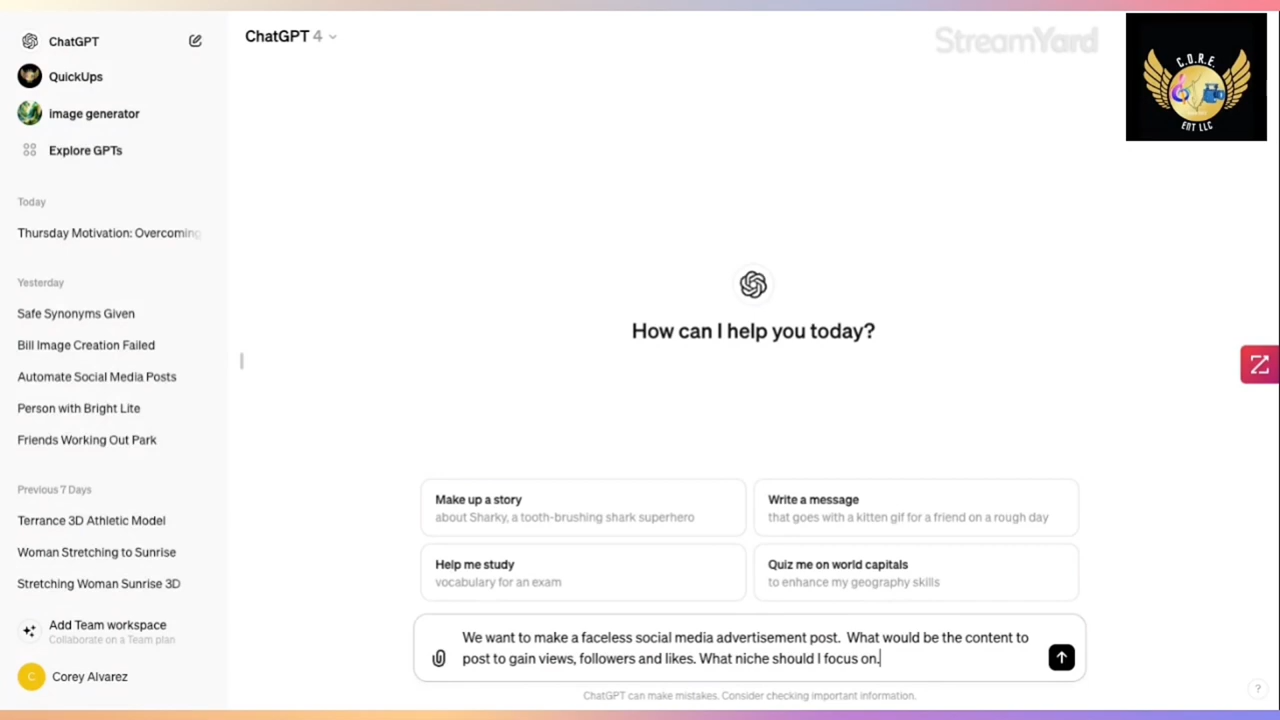 ChatGPT
QuickUps
image generator
Explore GPTs
Today
Thursday Motivation: Overcoming
Yesterday
Safe Synonyms Given
Bill Image Creation Failed
Automate Social Media Posts
Person with Bright Lite
Friends Working Out Park
Previous 7 Days
Terrance 3D Athletic Model
Woman Stretching to Sunrise
Stretching Woman Sunrise 3D
Add Team workspace
Collaborate on a Team plan
C
Corey Alvarez
ChatGPT 4
StreamYard
C.O.R.E.
ENT LLC
How can I help you today?
Make up a story
about Sharky, a tooth-brushing shark superhero
Write a message
that goes with a kitten gif for a friend on a rough day
Help me study
vocabulary for an exam
Quiz me on world capitals
to enhance my geography skills
We want to make a faceless social media advertisement post.  What would be the content to
post to gain views, followers and likes. What niche should I focus on.
ChatGPT can make mistakes. Consider checking important information.
?